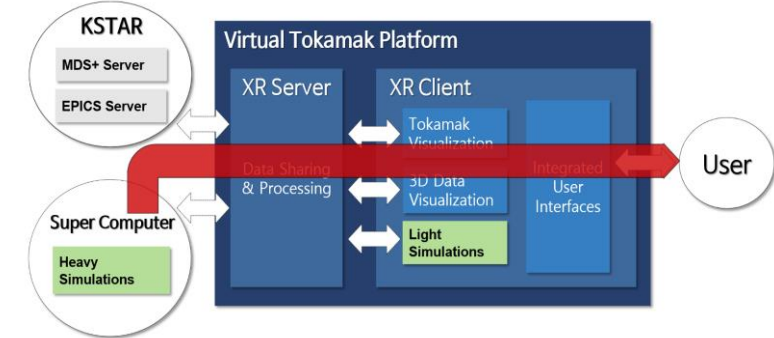 KSTAR
MDS+ Server
EPICS Server
Super Computer
Heavy
Simulations
Virtual Tokamak Platform
XR Server
Data Sharing
& Processing
XR Client
Tokamak
Visualization
3D Data
Visualization
Light
Simulations
Integrated
User
Interfaces
User